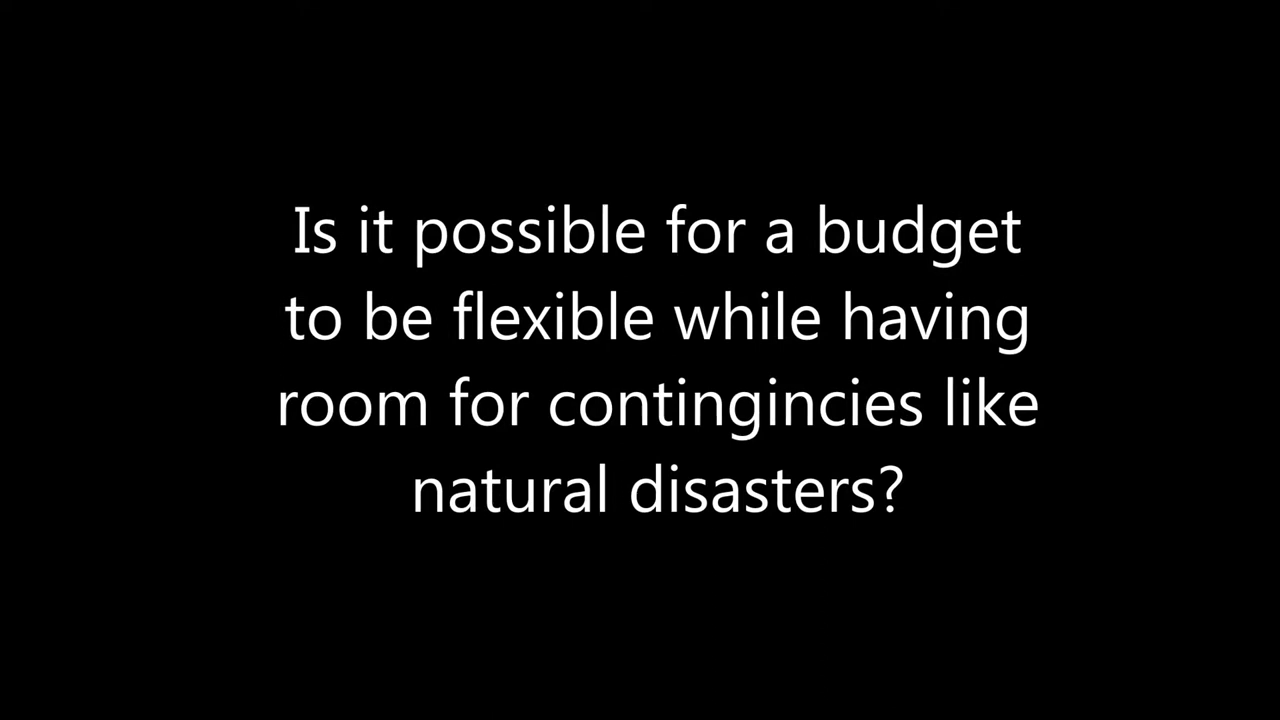 Is it possible for a budget
to be flexible while having
room for contingincies like
natural disasters?